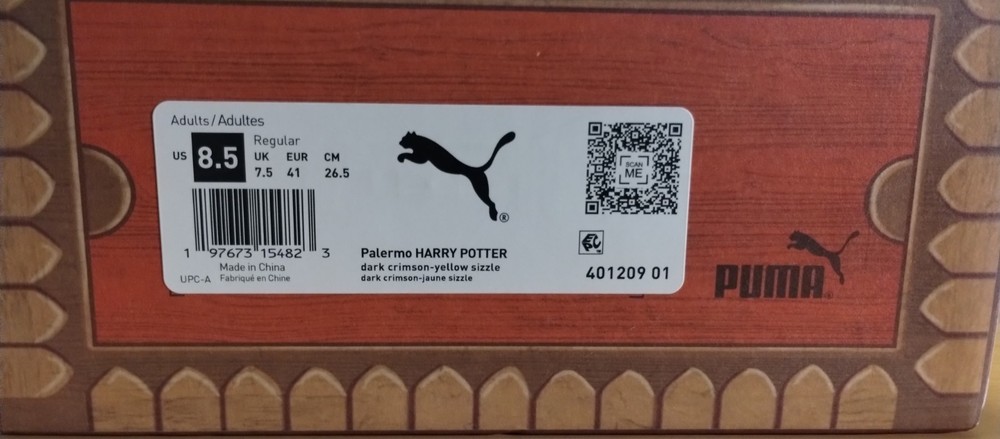 Adults/Adultes
US 8.5 Regular
UK EUR CM
7.5 41 26.5
1 97673 15482 3
UPC-A Made in China
Fabriqué en Chine
®
Palermo HARRY POTTER
dark crimson-yellow sizzle
dark crimson-jaune sizzle
SCAN
ME
401209 01
PUMA®